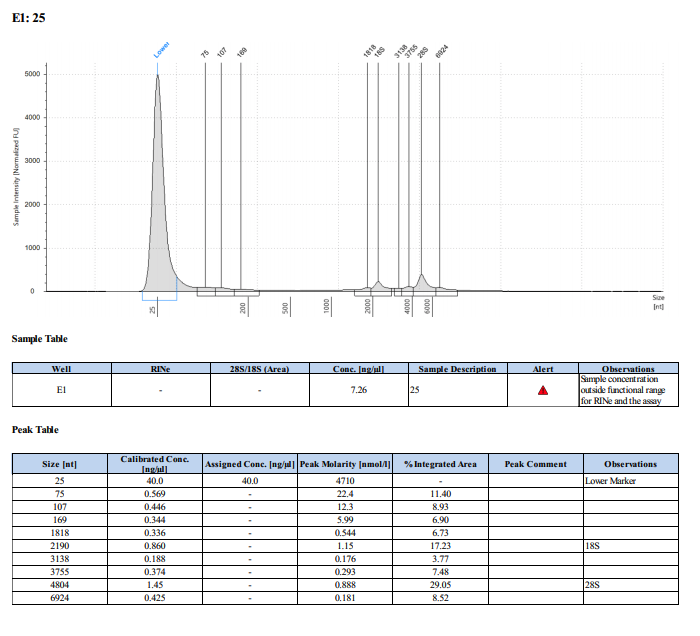 E1: 25
Lower
75
107
169
1818
18S
3138
3755
28S
6924
Sample Intensity [Normalized FU]
5000
4000
3000
2000
1000
0
25
200
500
1000
2000
4000
6000
Size
[nt]
Sample Table
Well RINe 28S/18S (Area) Conc. [ng/µl] Sample Description Alert Observations
E1 - - 7.26 25 Sample concentration
outside functional range
for RINe and the assay
Peak Table
Size [nt] Calibrated Conc. [ng/µl] Assigned Conc. [ng/µl] Peak Molarity [nmol/l] % Integrated Area Peak Comment Observations
25 40.0 40.0 4710 - Lower Marker
75 0.569 - 22.4 11.40
107 0.446 - 12.3 8.93
169 0.344 - 5.99 6.90
1818 0.336 - 0.544 6.73
2190 0.860 - 1.15 17.23 18S
3138 0.188 - 0.176 3.77
3755 0.374 - 0.293 7.48
4804 1.45 - 0.888 29.05 28S
6924 0.425 - 0.181 8.52